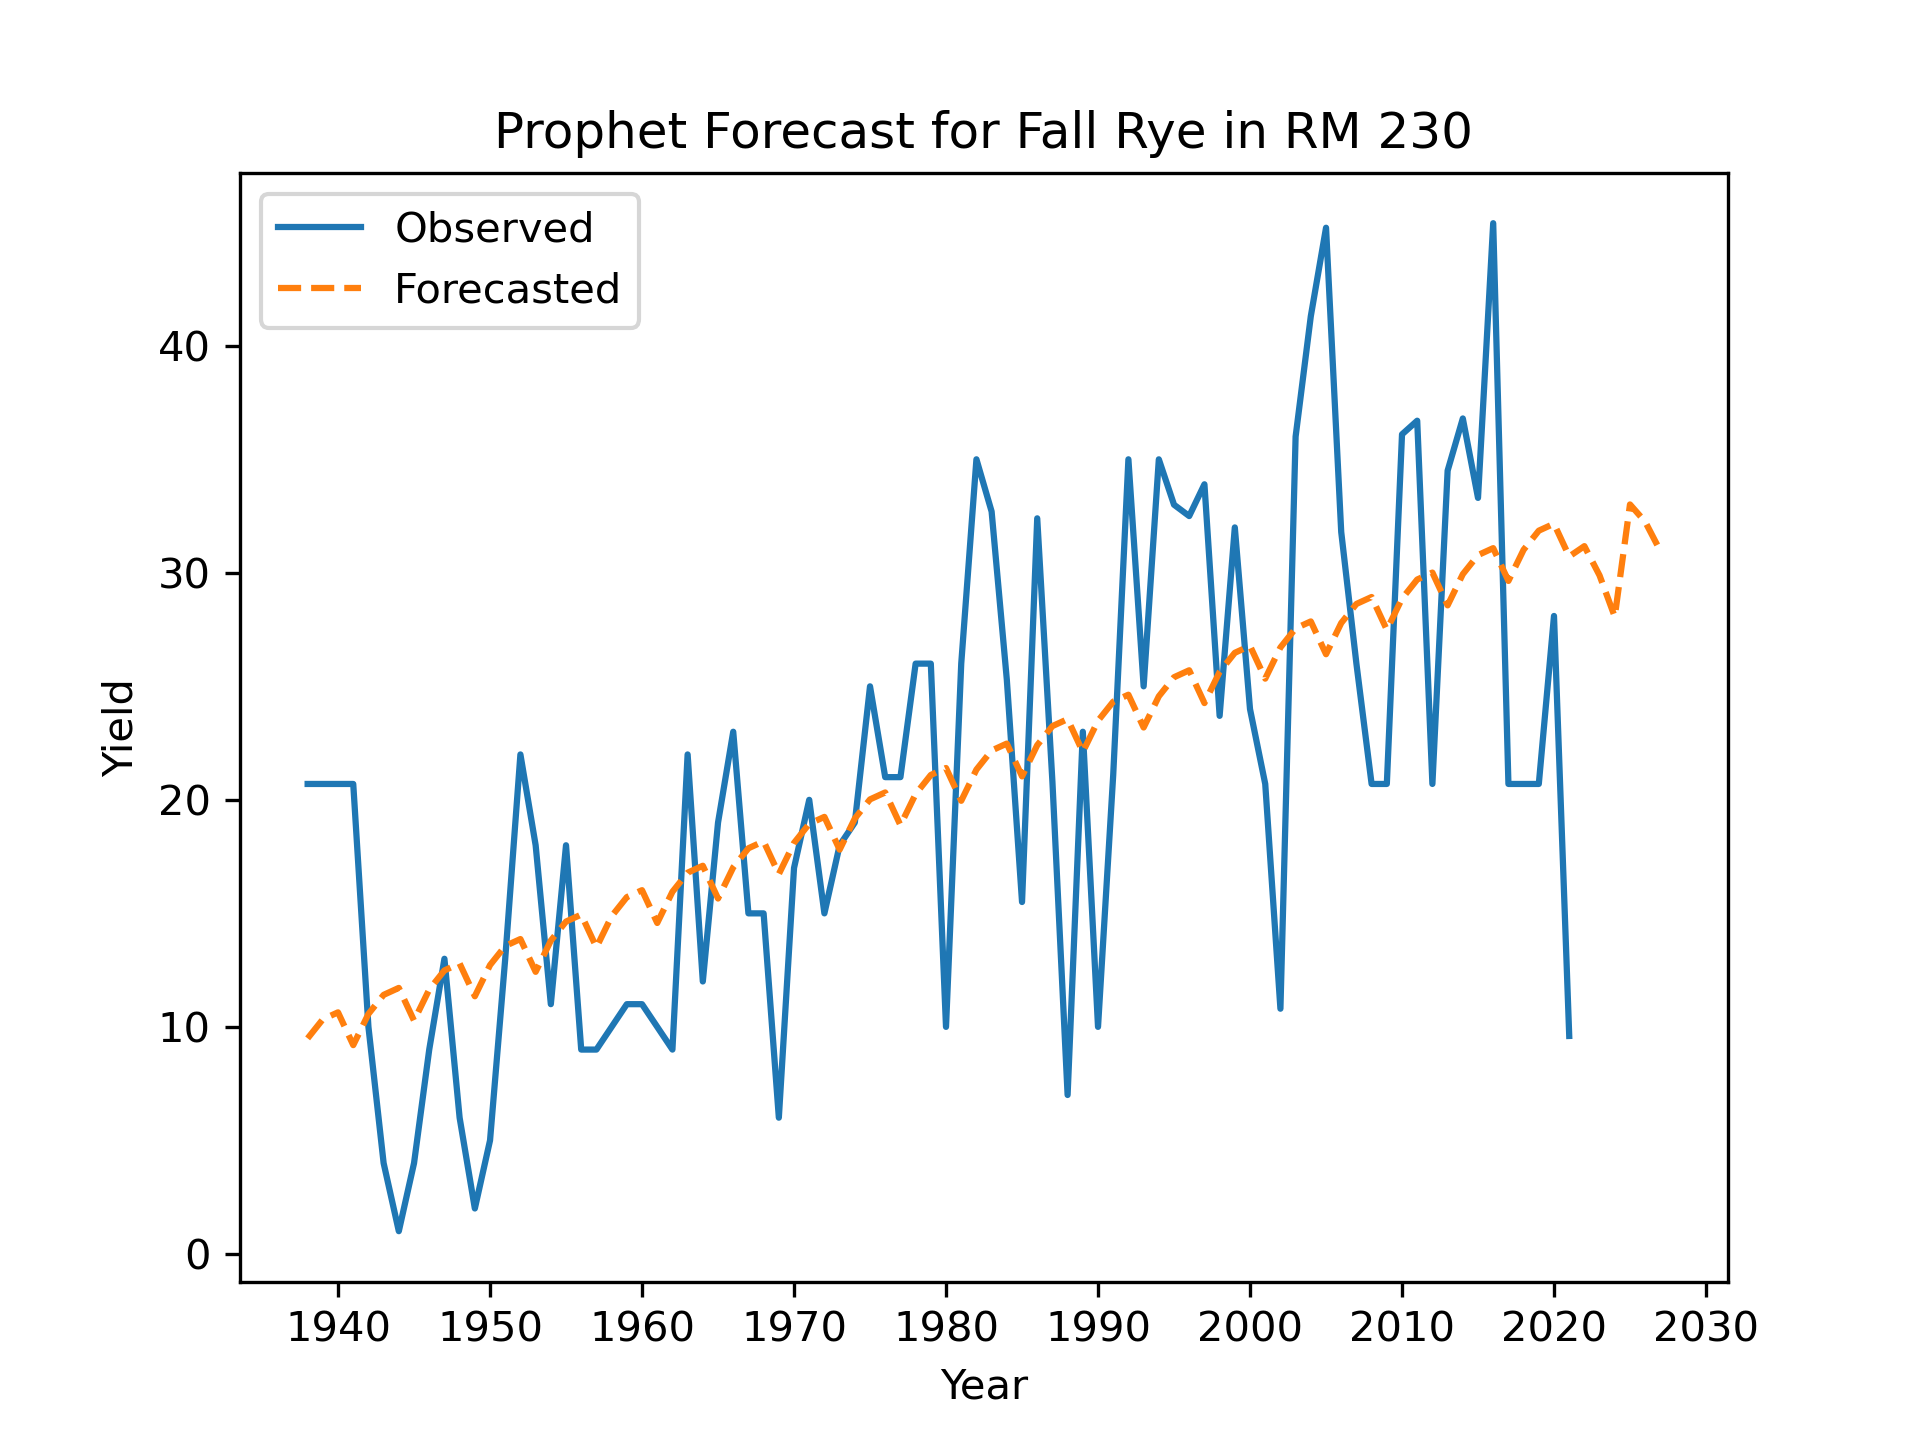 Prophet Forecast for Fall Rye in RM 230
Observed
Forecasted
40
30
20
10
0
Yield
1940 1950 1960 1970 1980 1990 2000 2010 2020 2030
Year